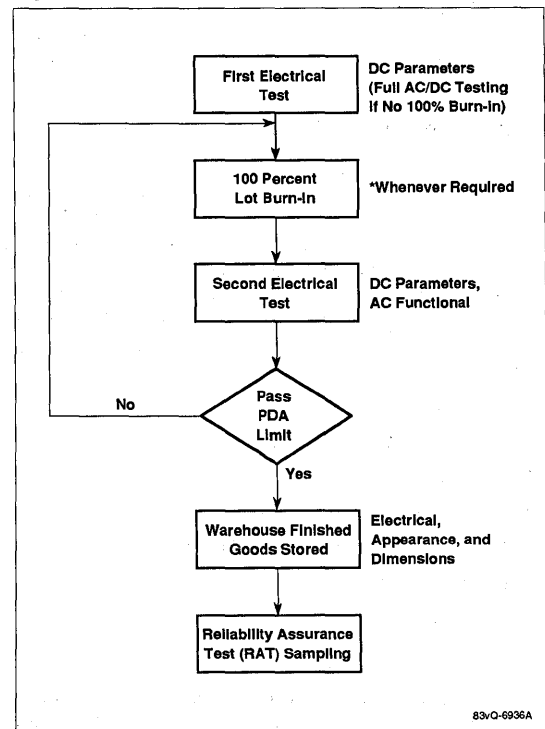 First Electrical
Test
DC Parameters
(Full AC/DC Testing
if No 100% Burn-in)
100 Percent
Lot Burn-in
*Whenever Required
Second Electrical
Test
DC Parameters,
AC Functional
Pass
PDA
Limit
No
Yes
Warehouse Finished
Goods Stored
Electrical,
Appearance, and
Dimensions
Reliability Assurance
Test (RAT) Sampling
83vQ-6936A